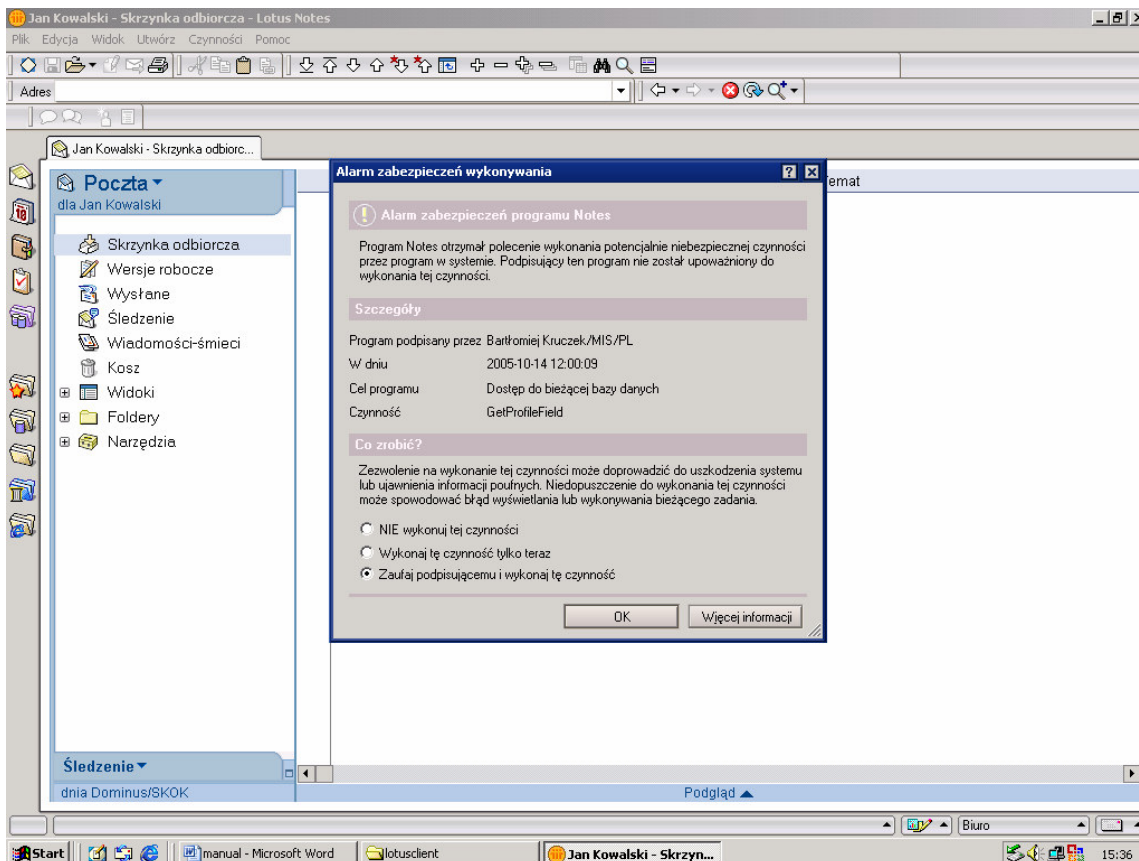 Jan Kowalski - Skrzynka odbiorcza - Lotus Notes
Plik Edycja Widok Utwórz Czynności Pomoc
Adres
Jan Kowalski - Skrzynka odbiorc...
Poczta
dla Jan Kowalski
Skrzynka odbiorcza
Wersje robocze
Wysłane
Śledzenie
Wiadomości-śmieci
Kosz
Widoki
Foldery
Narzędzia
Śledzenie
dnia Dominus/SKOK
Temat
Alarm zabezpieczeń wykonywania
Alarm zabezpieczeń programu Notes
Program Notes otrzymał polecenie wykonania potencjalnie niebezpiecznej czynności
przez program w systemie. Podpisujący ten program nie został upoważniony do
wykonania tej czynności.
Szczegóły
Program podpisany przez Bartłomiej Kruczek/MIS/PL
W dniu 2005-10-14 12:00:09
Cel programu Dostęp do bieżącej bazy danych
Czynność GetProfileField
Co zrobić?
Zezwolenie na wykonanie tej czynności może doprowadzić do uszkodzenia systemu
lub ujawnienia informacji poufnych. Niedopuszczenie do wykonania tej czynności
może spowodować błąd wyświetlania lub wykonywania bieżącego zadania.
NIE wykonuj tej czynności
Wykonaj tę czynność tylko teraz
Zaufaj podpisującemu i wykonaj tę czynność
OK Więcej informacji
Podgląd
Biuro
Start manual - Microsoft Word lotusclient Jan Kowalski - Skrzyn... 15:36